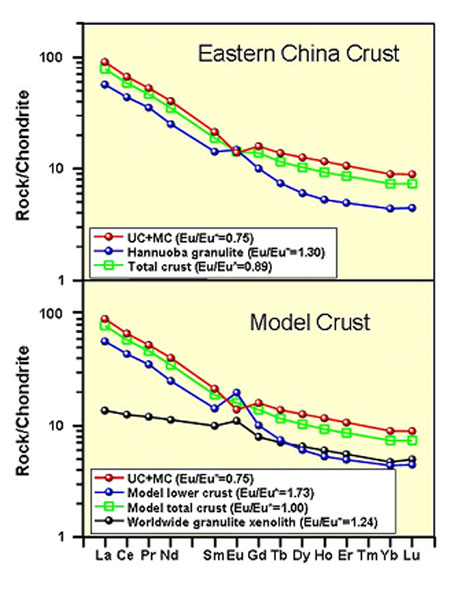 Eastern China Crust
Rock/Chondrite
100
10
1
UC+MC (Eu/Eu*=0.75)
Hannuoba granulite (Eu/Eu*=1.30)
Total crust (Eu/Eu*=0.89)
Model Crust
Rock/Chondrite
100
10
1
UC+MC (Eu/Eu*=0.75)
Model lower crust (Eu/Eu*=1.73)
Model total crust (Eu/Eu*=1.00)
Worldwide granulite xenolith (Eu/Eu*=1.24)
La Ce Pr Nd Sm Eu Gd Tb Dy Ho Er Tm Yb Lu